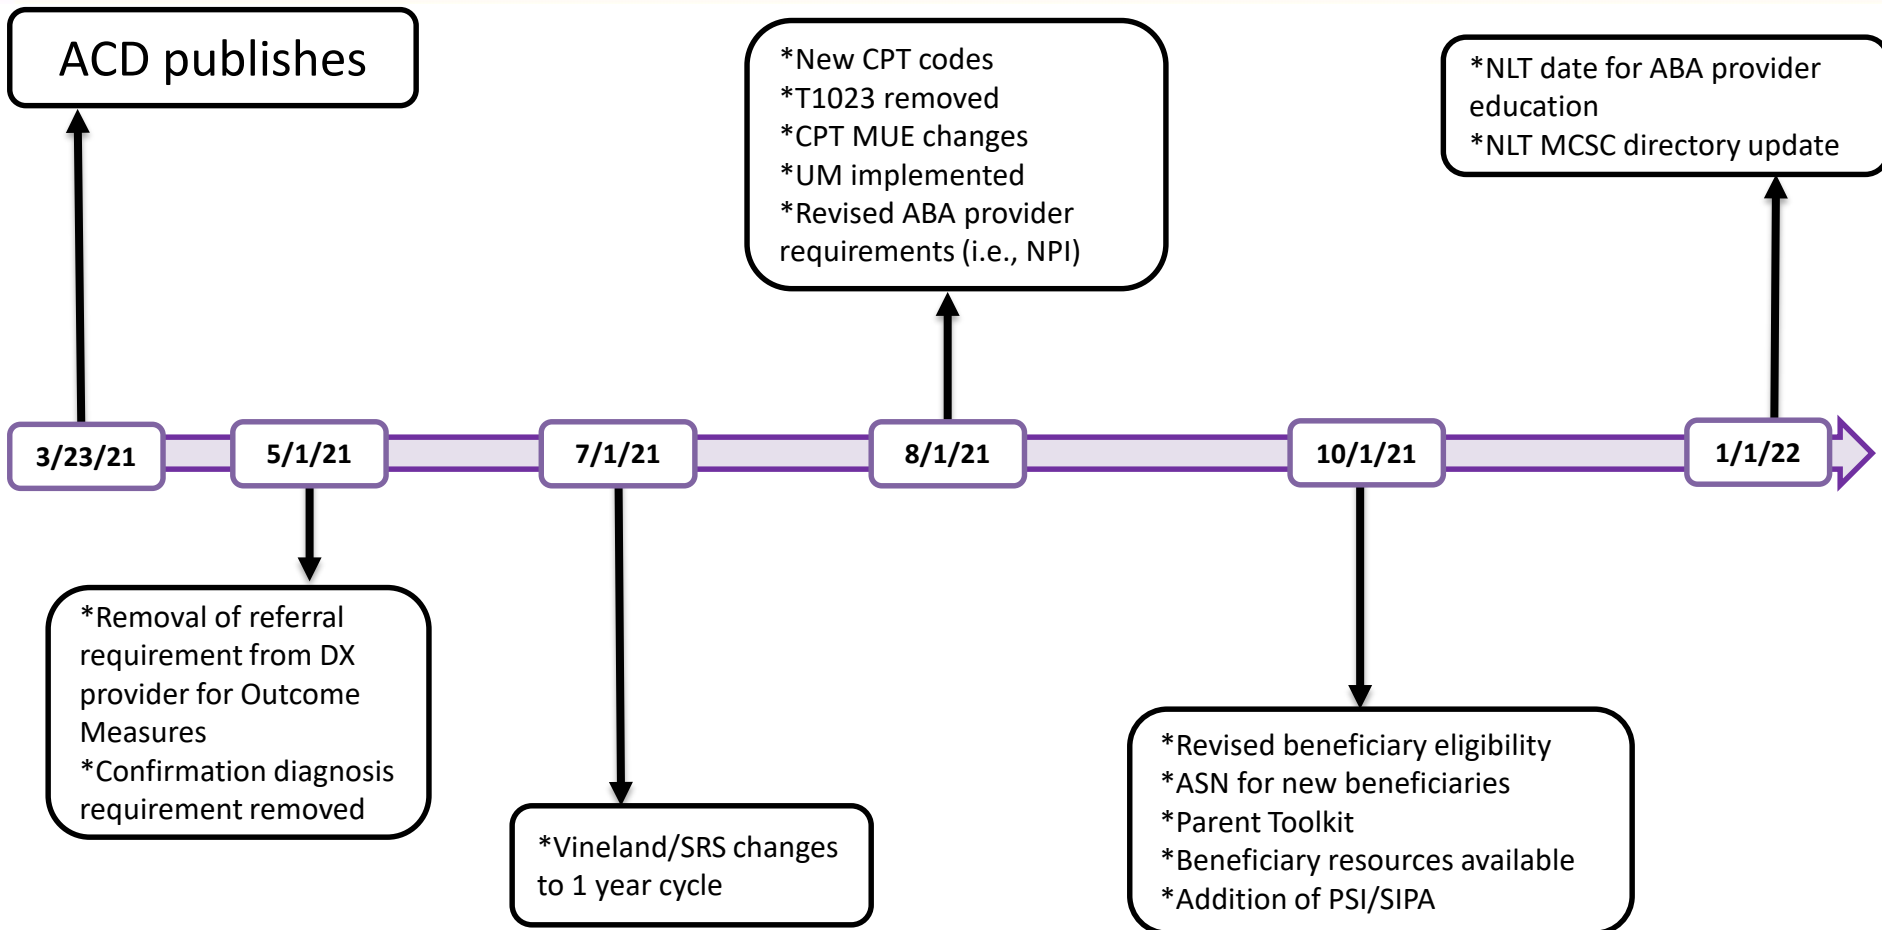 ACD publishes
*New CPT codes
*T1023 removed
*CPT MUE changes
*UM implemented
*Revised ABA provider
requirements (i.e., NPI)
*NLT date for ABA provider
education
*NLT MCSC directory update
3/23/21
5/1/21
7/1/21
8/1/21
10/1/21
1/1/22
*Removal of referral
requirement from DX
provider for Outcome
Measures
*Confirmation diagnosis
requirement removed
*Vineland/SRS changes
to 1 year cycle
*Revised beneficiary eligibility
*ASN for new beneficiaries
*Parent Toolkit
*Beneficiary resources available
*Addition of PSI/SIPA